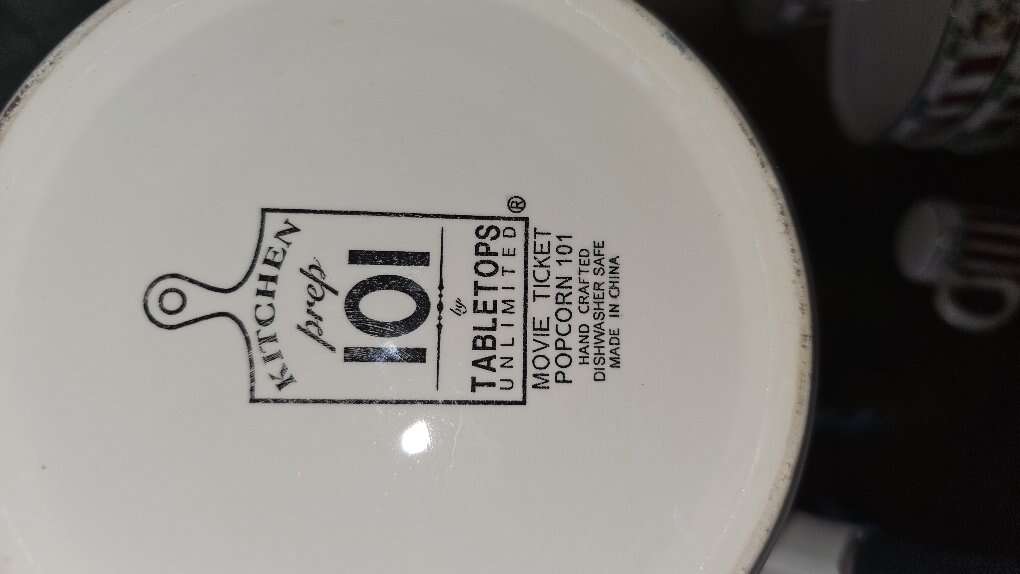 KITCHEN
prep
101
by
TABLETOPS
UNLIMITED®
MOVIE TICKET
POPCORN 101
HAND CRAFTED
DISHWASHER SAFE
MADE IN CHINA